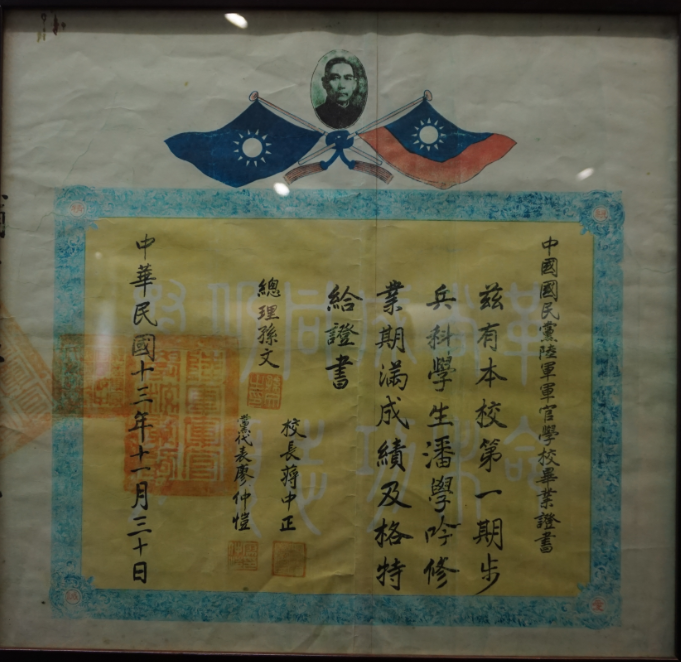 中國國民黨陸軍軍官學校畢業證書
茲有本校第一期步
兵科學生潘學吟修
業期滿成績及格特
給證書
總理孫文
校長蔣中正
黨代表廖仲愷
中華民國十三年十一月三十日